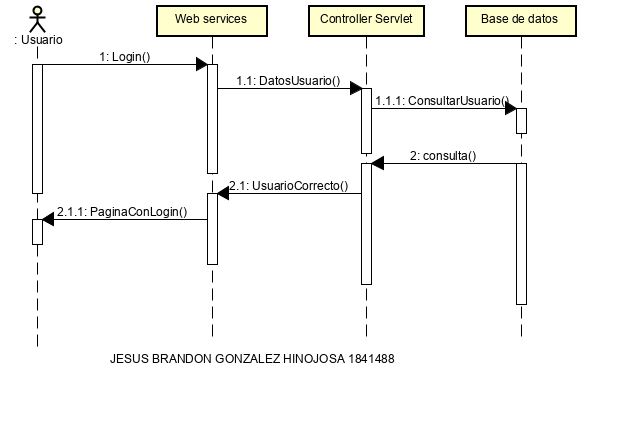 : Usuario
Web services
Controller Servlet
Base de datos
1: Login()
1.1: DatosUsuario()
1.1.1: ConsultarUsuario()
2: consulta()
2.1: UsuarioCorrecto()
2.1.1: PaginaConLogin()
JESUS BRANDON GONZALEZ HINOJOSA 1841488